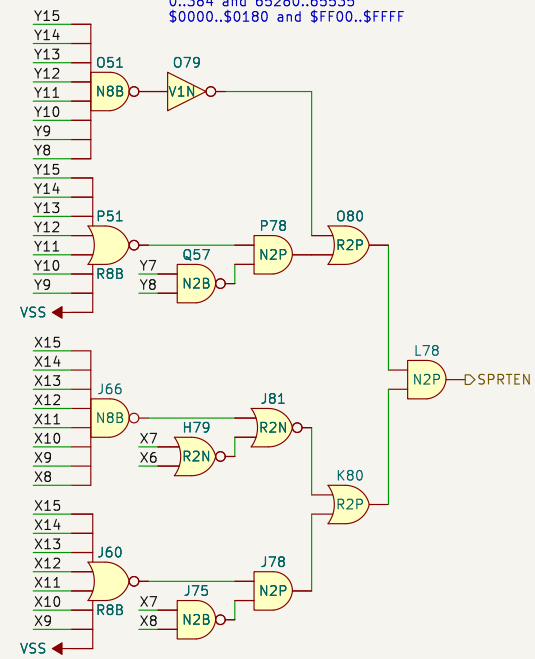 0..384 and 65280..65535
$0000..$0180 and $FF00..$FFFF
Y15
Y14
Y13
Y12
Y11
Y10
Y9
Y8
O51
N8B
O79
V1N
Y15
Y14
Y13
Y12
Y11
Y10
Y9
VSS
P51
R8B
Y7
Y8
Q57
N2B
P78
N2P
O80
R2P
L78
N2P
SPRTEN
X15
X14
X13
X12
X11
X10
X9
X8
J66
N8B
X7
X6
H79
R2N
J81
R2N
K80
R2P
X15
X14
X13
X12
X11
X10
X9
VSS
J60
R8B
X7
X8
J75
N2B
J78
N2P